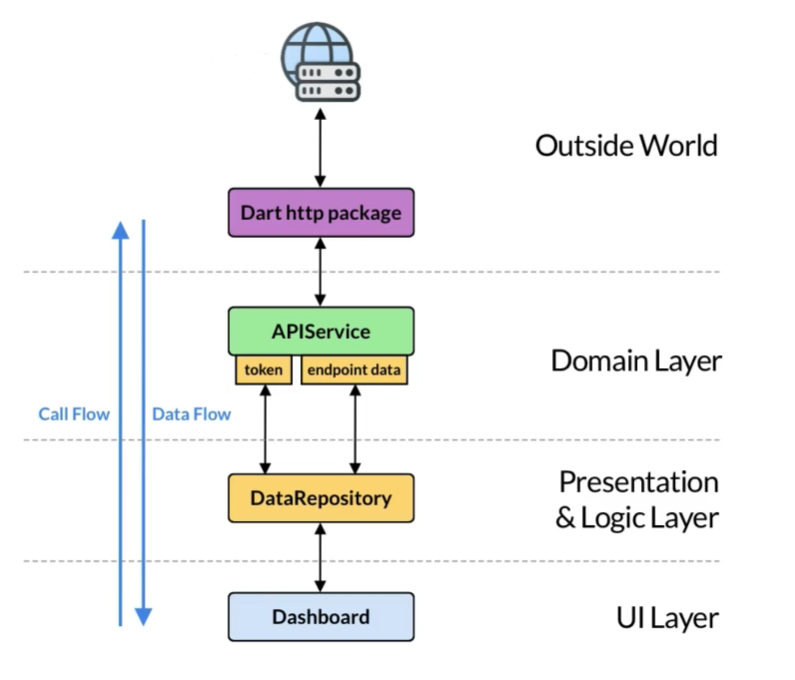 Outside World
Dart http package
APIService
token
endpoint data
Domain Layer
Call Flow
Data Flow
DataRepository
Presentation
& Logic Layer
Dashboard
UI Layer